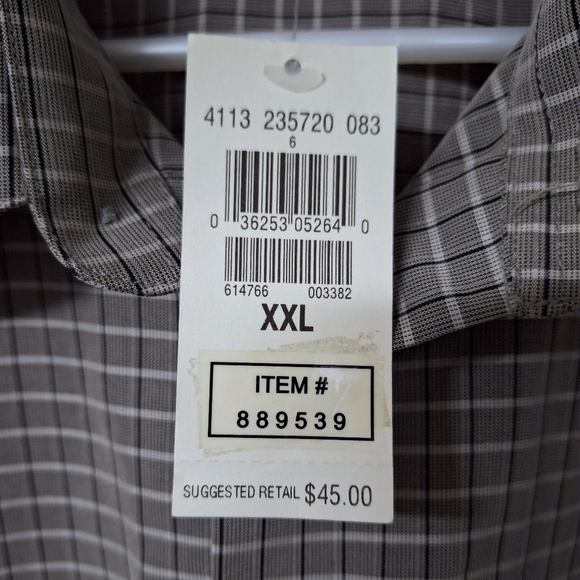 4113 235720 083
6
0 36253 05264 0
614766 003382
XXL
ITEM #
889539
SUGGESTED RETAIL $45.00